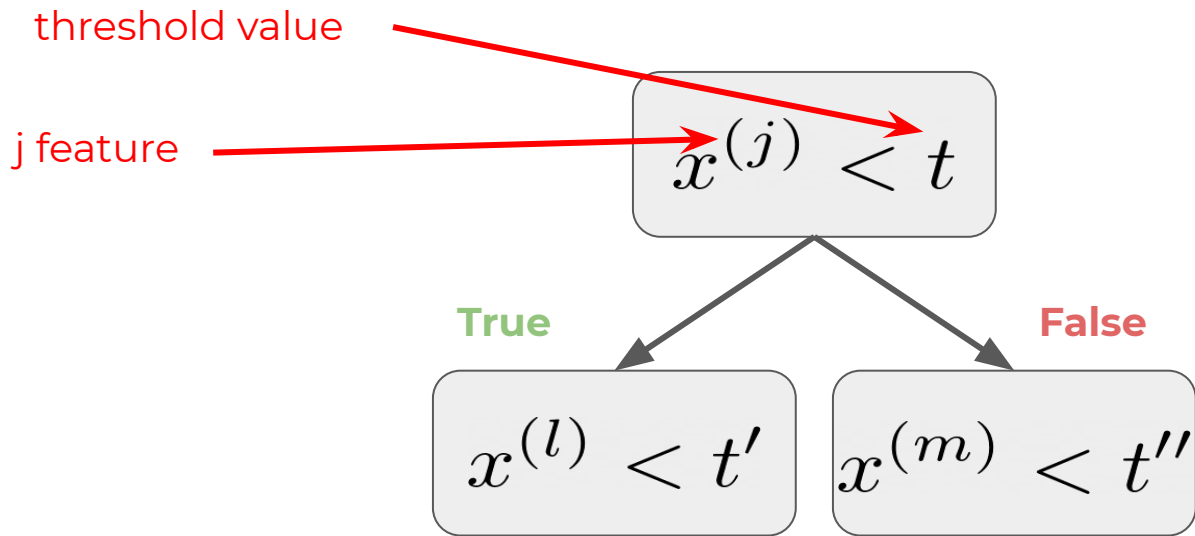 threshold value
j feature
x^{(j)} < t
True
False
x^{(l)} < t'
x^{(m)} < t''